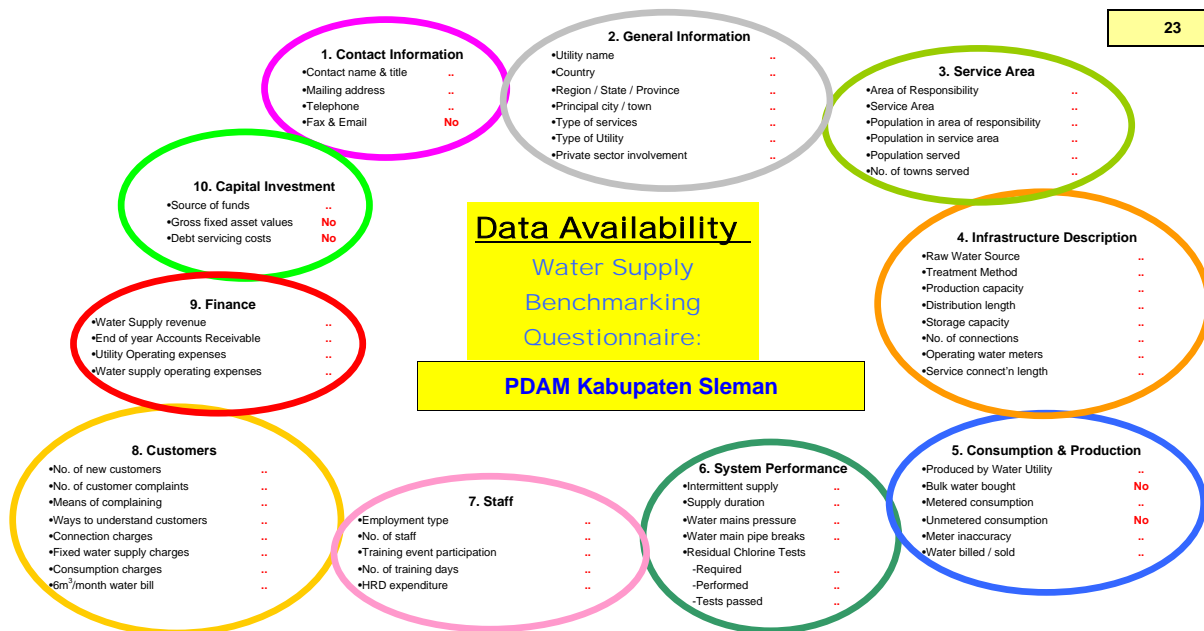 23
1. Contact Information
•Contact name & title ..
•Mailing address ..
•Telephone ..
•Fax & Email No
2. General Information
•Utility name ..
•Country ..
•Region / State / Province ..
•Principal city / town ..
•Type of services ..
•Type of Utility ..
•Private sector involvement ..
3. Service Area
•Area of Responsibility ..
•Service Area ..
•Population in area of responsibility ..
•Population in service area ..
•Population served ..
•No. of towns served ..
10. Capital Investment
•Source of funds ..
•Gross fixed asset values No
•Debt servicing costs No
Data Availability
Water Supply
Benchmarking
Questionnaire:
PDAM Kabupaten Sleman
4. Infrastructure Description
•Raw Water Source ..
•Treatment Method ..
•Production capacity ..
•Distribution length ..
•Storage capacity ..
•No. of connections ..
•Operating water meters ..
•Service connect'n length ..
9. Finance
•Water Supply revenue ..
•End of year Accounts Receivable ..
•Utility Operating expenses ..
•Water supply operating expenses ..
8. Customers
•No. of new customers ..
•No. of customer complaints ..
•Means of complaining ..
•Ways to understand customers ..
•Connection charges ..
•Fixed water supply charges ..
•Consumption charges ..
•6m³/month water bill ..
7. Staff
•Employment type ..
•No. of staff ..
•Training event participation ..
•No. of training days ..
•HRD expenditure ..
6. System Performance
•Intermittent supply ..
•Supply duration ..
•Water mains pressure ..
•Water main pipe breaks ..
•Residual Chlorine Tests
-Required ..
-Performed ..
-Tests passed ..
5. Consumption & Production
•Produced by Water Utility ..
•Bulk water bought No
•Metered consumption ..
•Unmetered consumption No
•Meter inaccuracy ..
•Water billed / sold ..